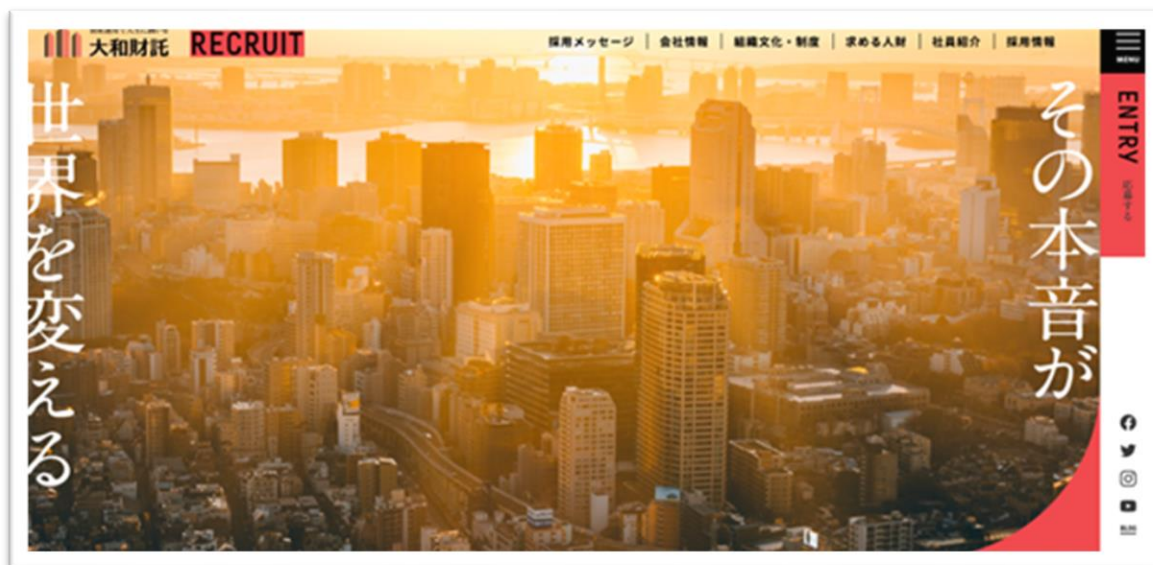 大和財託
RECRUIT
採用メッセージ
会社情報
組織文化・制度
求める人財
社員紹介
採用情報
MENU
ENTRY
応募する
その本音が
世界を変える
BLOG